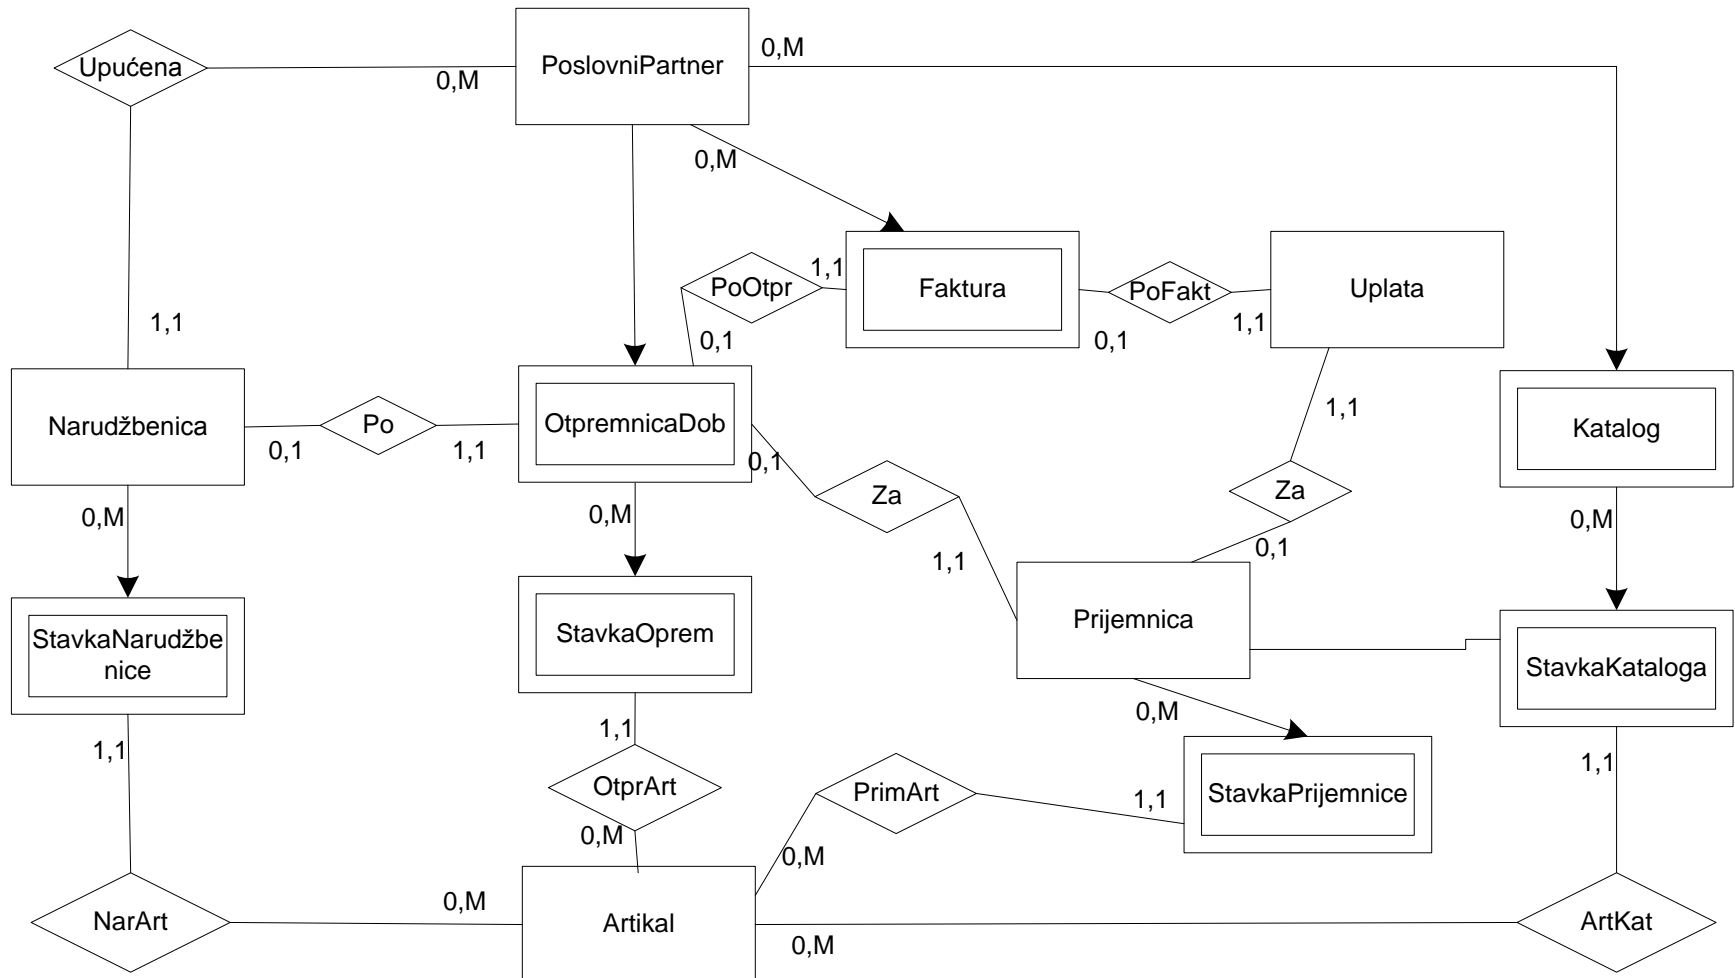 PoslovniPartner
0,M
Upućena
0,M
0,M
1,1
PoOtpr
1,1
Faktura
PoFakt
Uplata
0,1
0,1
1,1
1,1
Narudžbenica
0,1
Po
1,1
OtpremnicaDob
0,1
Katalog
Za
Za
0,M
0,M
0,M
1,1
0,1
StavkaNarudžbe
nice
StavkaOprem
Prijemnica
StavkaKataloga
1,1
1,1
0,M
1,1
OtprArt
PrimArt
1,1
StavkaPrijemnice
0,M
0,M
NarArt
0,M
Artikal
0,M
ArtKat